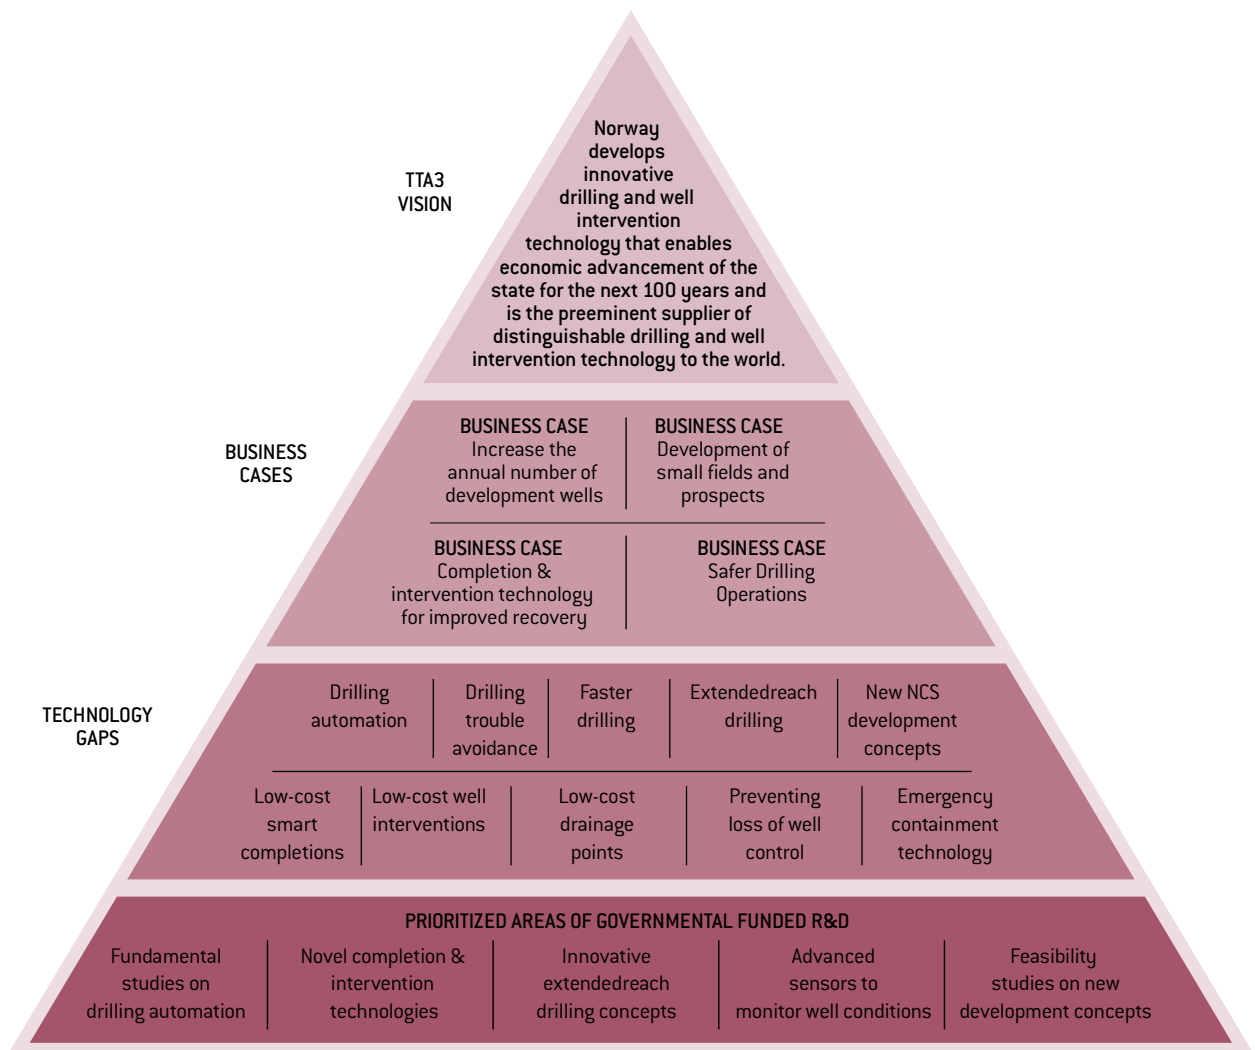 TTA3
VISION
Norway
develops
innovative
drilling and well
intervention
technology that enables
economic advancement of the
state for the next 100 years and
is the preeminent supplier of
distinguishable drilling and well
intervention technology to the world.
BUSINESS
CASES
BUSINESS CASE
Increase the
annual number of
development wells
BUSINESS CASE
Development of
small fields and
prospects
BUSINESS CASE
Completion &
intervention technology
for improved recovery
BUSINESS CASE
Safer Drilling
Operations
TECHNOLOGY
GAPS
Drilling
automation
Drilling
trouble
avoidance
Faster
drilling
Extendedreach
drilling
New NCS
development
concepts
Low-cost
smart
completions
Low-cost well
interventions
Low-cost
drainage
points
Preventing
loss of well
control
Emergency
containment
technology
PRIORITIZED AREAS OF GOVERNMENTAL FUNDED R&D
Fundamental
studies on
drilling automation
Novel completion &
intervention
technologies
Innovative
extendedreach
drilling concepts
Advanced
sensors to
monitor well conditions
Feasibility
studies on new
development concepts